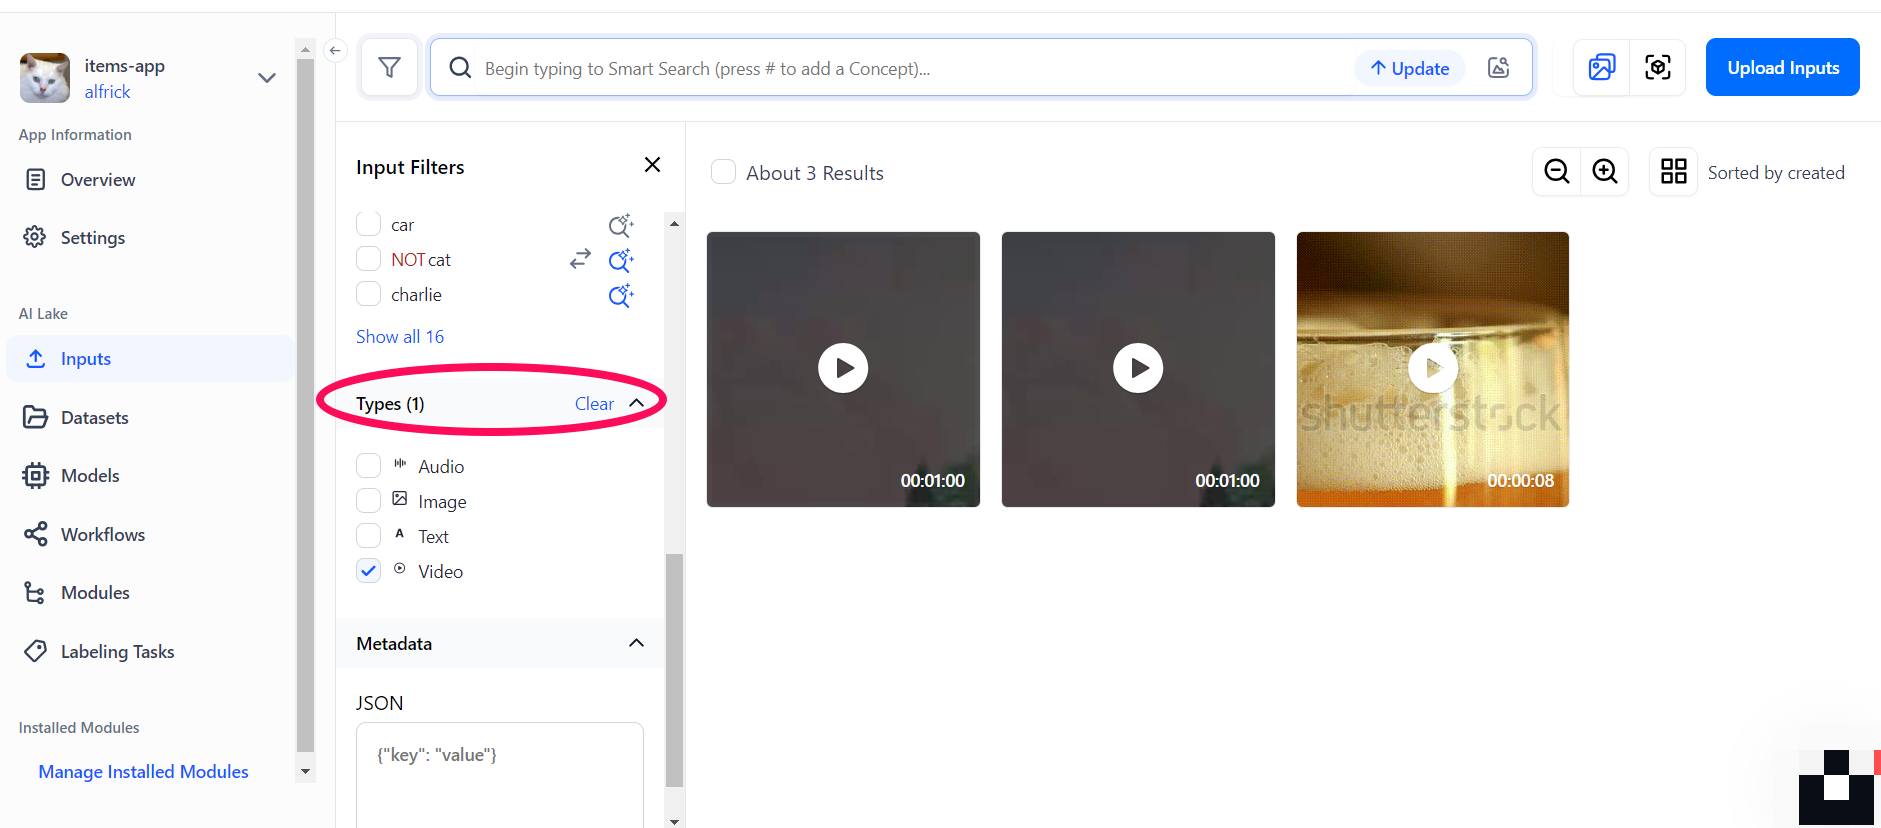 items-app
alfrick
App Information
Overview
Settings
AI Lake
Inputs
Datasets
Models
Workflows
Modules
Labeling Tasks
Installed Modules
Manage Installed Modules
Begin typing to Smart Search (press # to add a Concept)...
Update
Upload Inputs
Input Filters
car
NOT cat
charlie
Show all 16
Types (1) Clear
Audio
Image
Text
Video
Metadata
JSON
{"key": "value"}
About 3 Results
Sorted by created
00:01:00
00:01:00
shutterstock
00:00:08